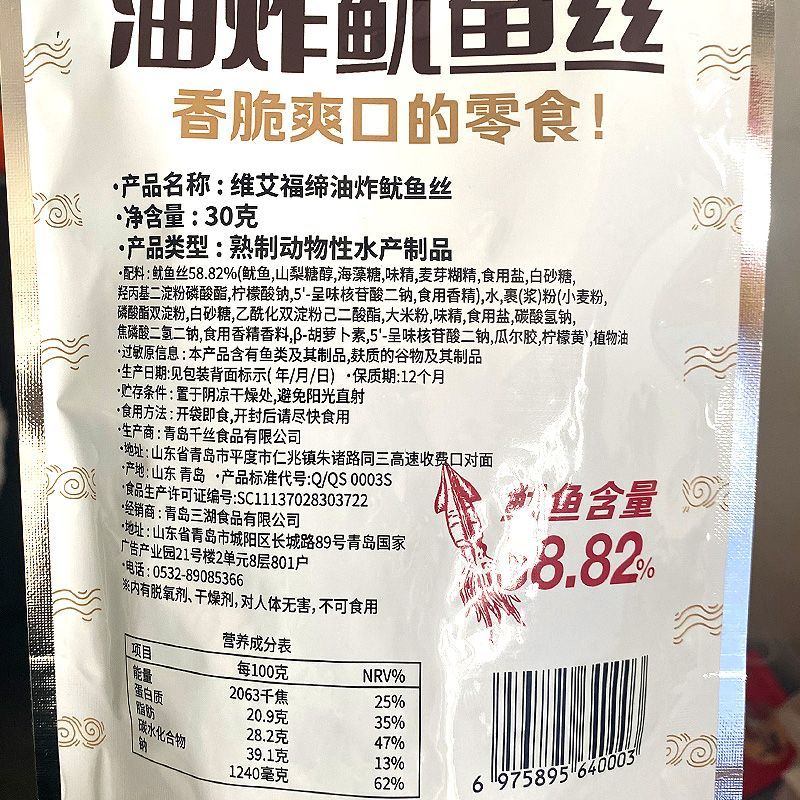 油炸鱿鱼丝
香脆爽口的零食!
·产品名称:维艾福缔油炸鱿鱼丝
·净含量:30克
·产品类型:熟制动物性水产制品
·配料:鱿鱼丝58.82%(鱿鱼,山梨糖醇,海藻糖,味精,麦芽糊精,食用盐,白砂糖,
羟丙基二淀粉磷酸酯,柠檬酸钠,5'-呈味核苷酸二钠,食用香精),水,裹(浆)粉(小麦粉,
磷酸酯双淀粉,白砂糖,乙酰化双淀粉己二酸酯,大米粉,味精,食用盐,碳酸氢钠,
焦磷酸二氢二钠,食用香精香料,β-胡萝卜素,5'-呈味核苷酸二钠,瓜尔胶,柠檬黄),植物油
·过敏原信息:本产品含有鱼类及其制品,麸质的谷物及其制品
·生产日期:见包装背面标示(年/月/日) ·保质期:12个月
·贮存条件:置于阴凉干燥处,避免阳光直射
·食用方法:开袋即食,开封后请尽快食用
·生产商:青岛千丝食品有限公司
·地址:山东省青岛市平度市仁兆镇朱诸路同三高速收费口对面
·产地:山东 青岛 ·产品标准代号:Q/QS 0003S
·食品生产许可证编号:SC11137028303722
·经销商:青岛三湖食品有限公司
·地址:山东省青岛市城阳区长城路89号青岛国家
广告产业园21号楼2单元8层801户
·电话:0532-89085366
※内有脱氧剂、干燥剂,对人体无害,不可食用
鱿鱼含量
58.82%
营养成分表
项目 每100克 NRV%
能量 2063千焦 25%
蛋白质 20.9克 35%
脂肪 28.2克 47%
碳水化合物 39.1克 13%
钠 1240毫克 62%
6 975895 640003